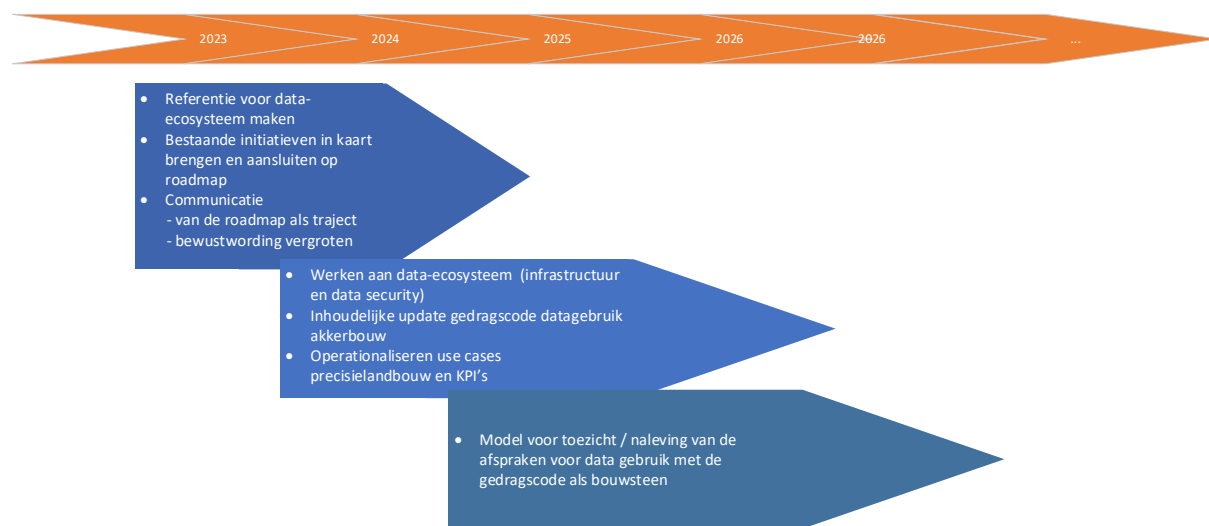 2023 2024 2025 2026 2026 ...
• Referentie voor data-
ecosysteem maken
• Bestaande initiatieven in kaart
brengen en aansluiten op
roadmap
• Communicatie
- van de roadmap als traject
- bewustwording vergroten
• Werken aan data-ecosysteem (infrastructuur
en data security)
• Inhoudelijke update gedragscode datagebruik
akkerbouw
• Operationaliseren use cases
precisielandbouw en KPI's
• Model voor toezicht / naleving van de
afspraken voor data gebruik met de
gedragscode als bouwsteen